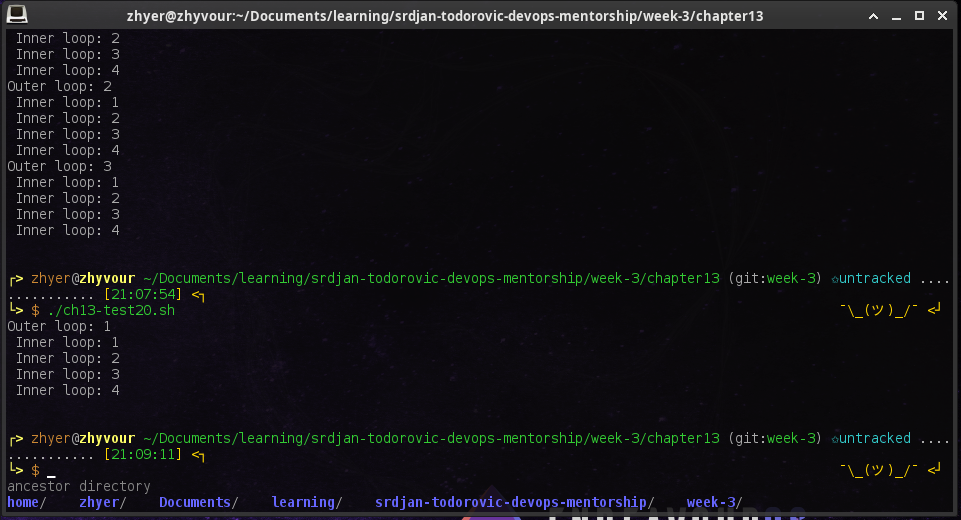 zhyer@zhyvour:~/Documents/learning/srdjan-todorovic-devops-mentorship/week-3/chapter13
Inner loop: 2
Inner loop: 3
Inner loop: 4
Outer loop: 2
Inner loop: 1
Inner loop: 2
Inner loop: 3
Inner loop: 4
Outer loop: 3
Inner loop: 1
Inner loop: 2
Inner loop: 3
Inner loop: 4
┌> zhyer@zhyvour ~/Documents/learning/srdjan-todorovic-devops-mentorship/week-3/chapter13 (git:week-3) ✩untracked ....
........... [21:07:54] <┐
└> $ ./ch13-test20.sh ¯\_(ツ)_/¯ <┘
Outer loop: 1
Inner loop: 1
Inner loop: 2
Inner loop: 3
Inner loop: 4
┌> zhyer@zhyvour ~/Documents/learning/srdjan-todorovic-devops-mentorship/week-3/chapter13 (git:week-3) ✩untracked ....
........... [21:09:11] <┐
└> $ _ ¯\_(ツ)_/¯ <┘
ancestor directory
home/ zhyer/ Documents/ learning/ srdjan-todorovic-devops-mentorship/ week-3/